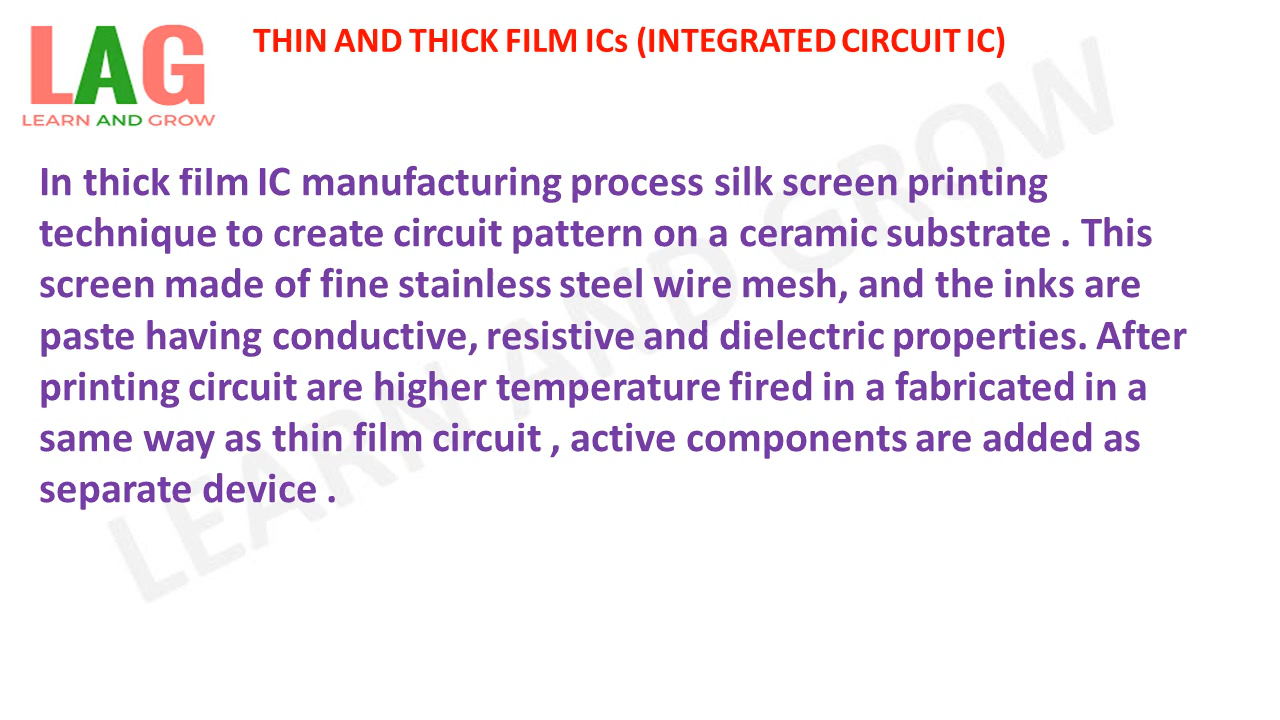 LAG
LEARN AND GROW
THIN AND THICK FILM ICs (INTEGRATED CIRCUIT IC)
In thick film IC manufacturing process silk screen printing
technique to create circuit pattern on a ceramic substrate . This
screen made of fine stainless steel wire mesh, and the inks are
paste having conductive, resistive and dielectric properties. After
printing circuit are higher temperature fired in a fabricated in a
same way as thin film circuit , active components are added as
separate device .
LEARN AND GROW